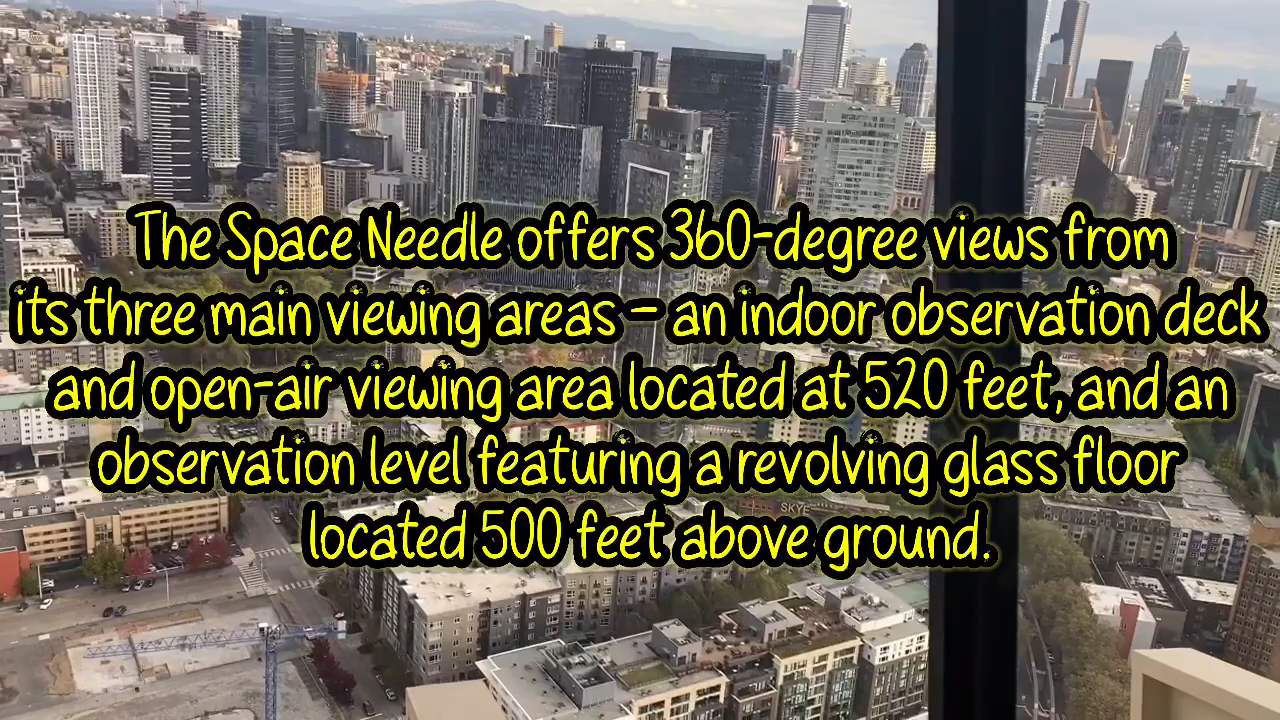 The Space Needle offers 360-degree views from
its three main viewing areas – an indoor observation deck
and open-air viewing area located at 520 feet, and an
observation level featuring a revolving glass floor
SKYE
located 500 feet above ground.